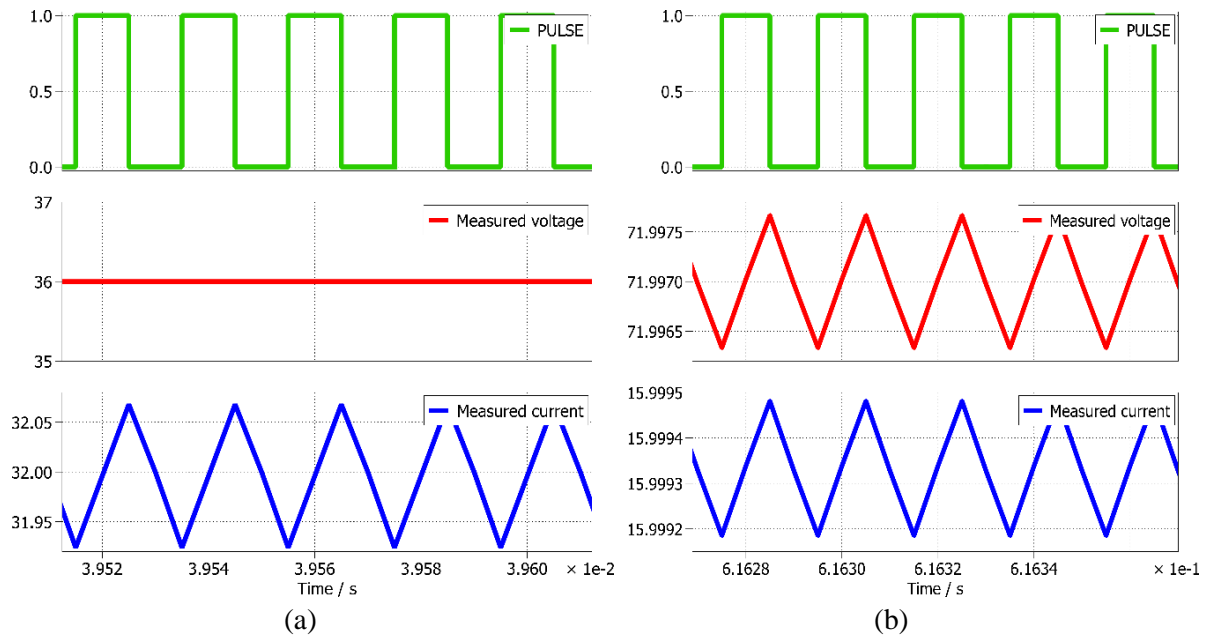 1.0
PULSE
0.5
0.0
37
Measured voltage
36
35
32.05
Measured current
32.00
31.95
3.952 3.954 3.956 3.958 3.960 × 1e-2
Time / s
(a)
1.0
PULSE
0.5
0.0
71.9975
Measured voltage
71.9970
71.9965
15.9995
Measured current
15.9994
15.9993
15.9992
6.1628 6.1630 6.1632 6.1634 × 1e-1
Time / s
(b)